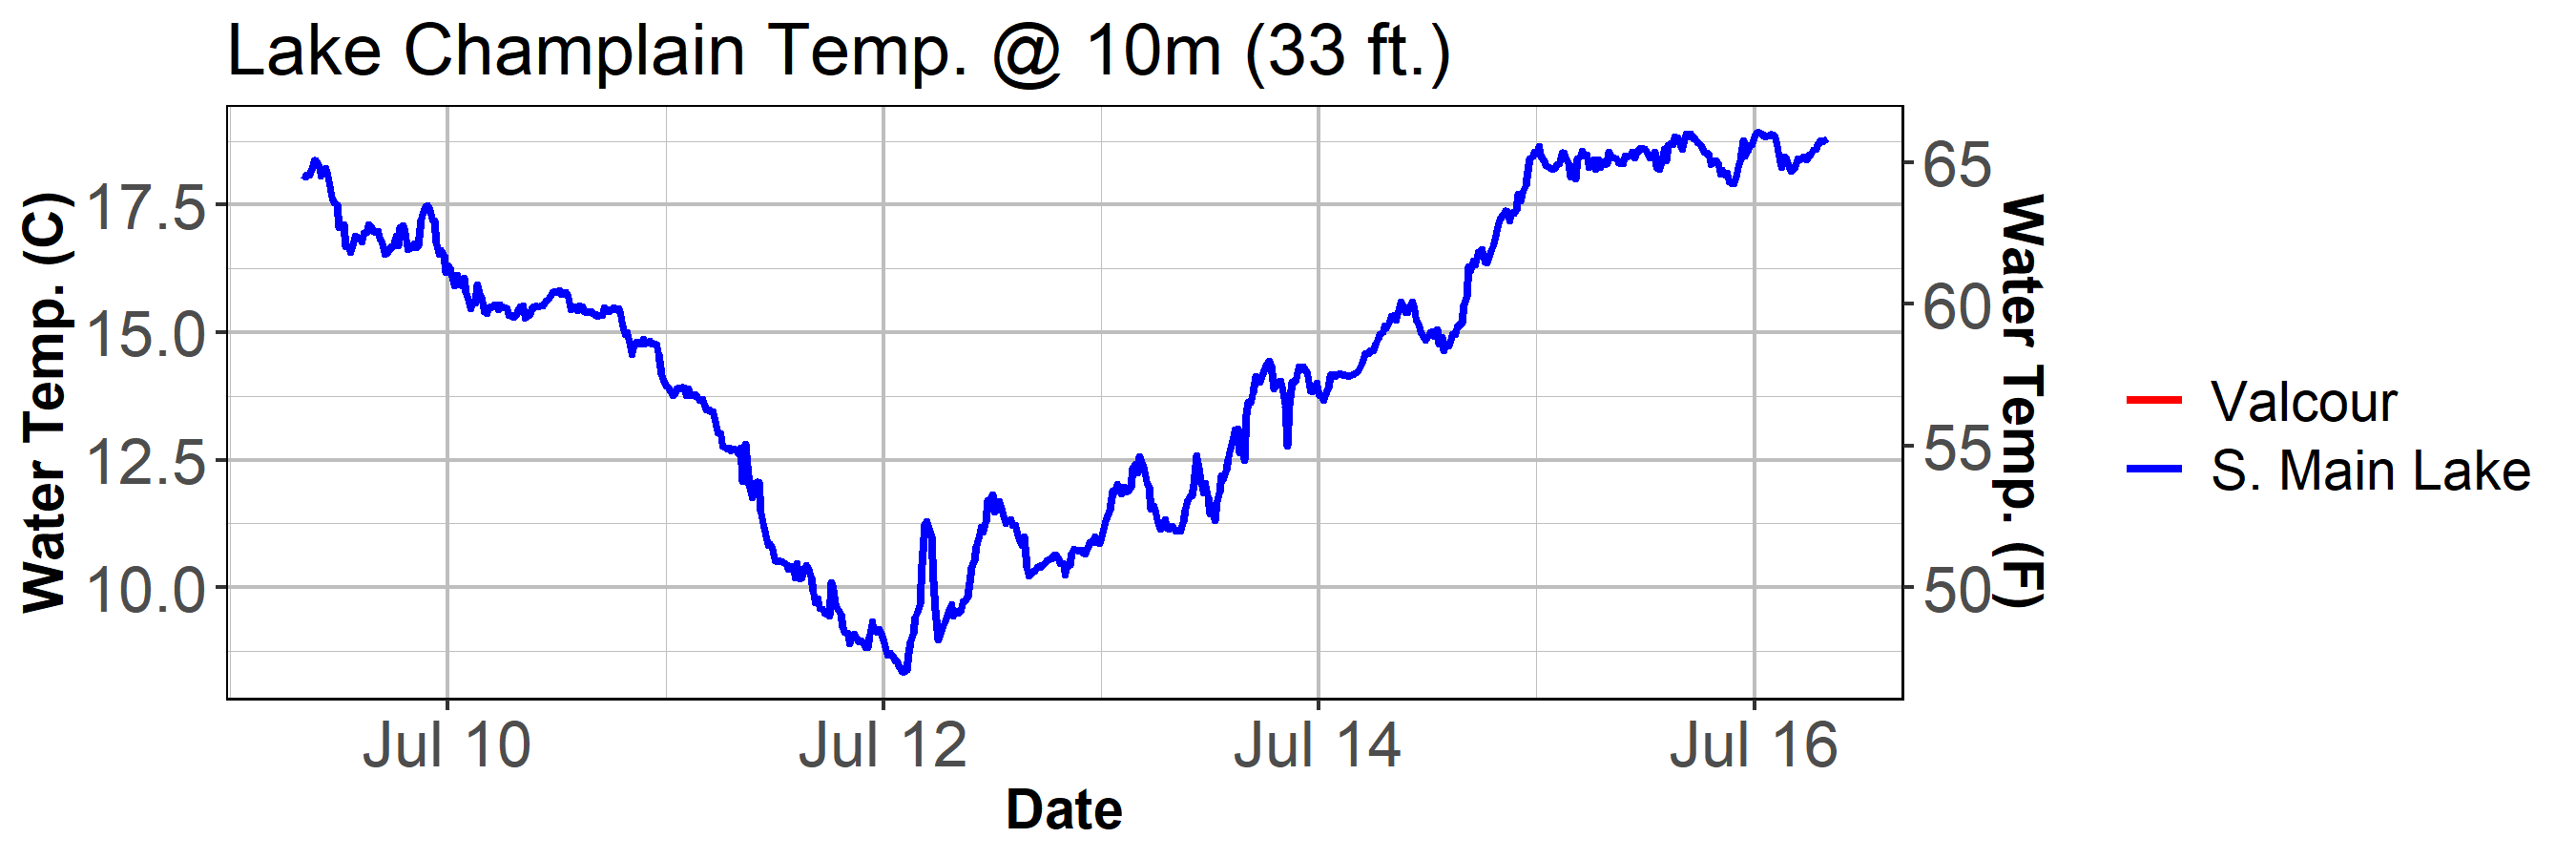 Lake Champlain Temp. @ 10m (33 ft.)
Water Temp. (C)
17.5
15.0
12.5
10.0
65
60
55
50
Water Temp. (F)
Jul 10
Jul 12
Jul 14
Jul 16
Date
Valcour
S. Main Lake